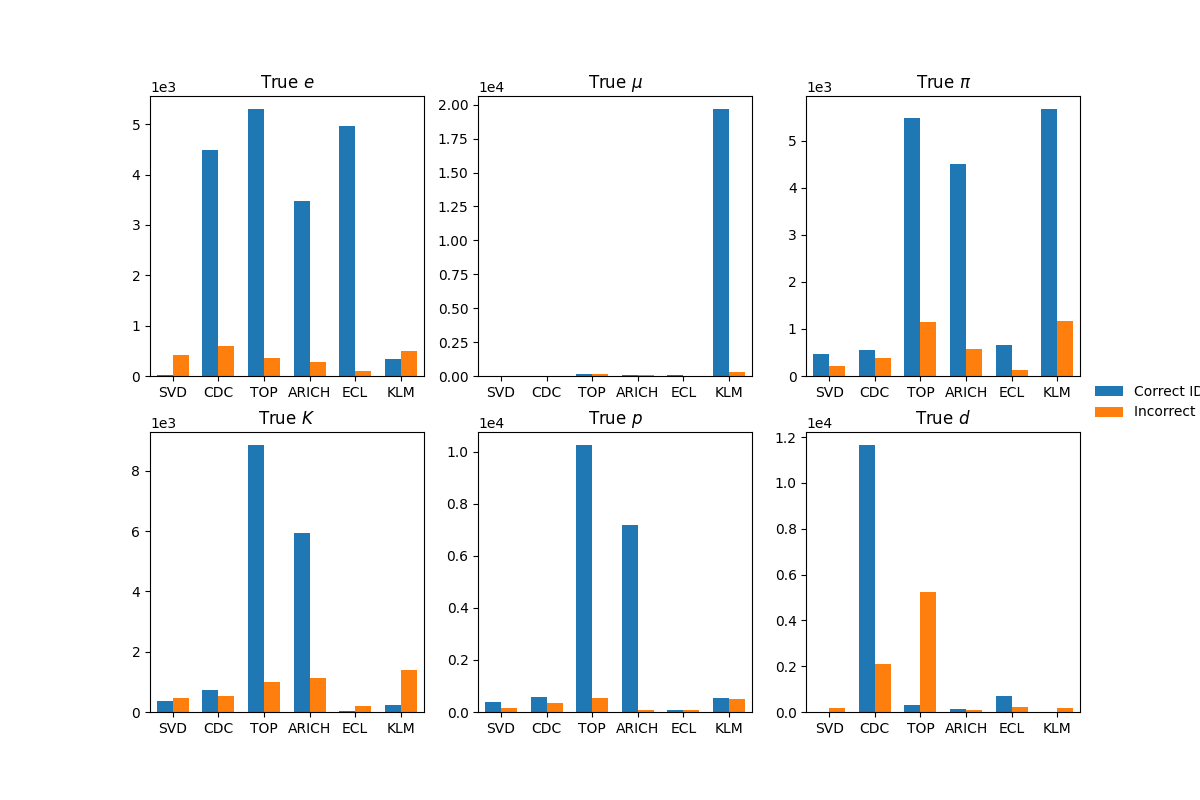 True e
1e3
5
4
3
2
1
0
SVD CDC TOP ARICH ECL KLM
True μ
1e4
2.00
1.75
1.50
1.25
1.00
0.75
0.50
0.25
0.00
SVD CDC TOP ARICH ECL KLM
True π
1e3
5
4
3
2
1
0
SVD CDC TOP ARICH ECL KLM
Correct ID
Incorrect
True K
1e3
8
6
4
2
0
SVD CDC TOP ARICH ECL KLM
True p
1e4
1.0
0.8
0.6
0.4
0.2
0.0
SVD CDC TOP ARICH ECL KLM
True d
1e4
1.2
1.0
0.8
0.6
0.4
0.2
0.0
SVD CDC TOP ARICH ECL KLM